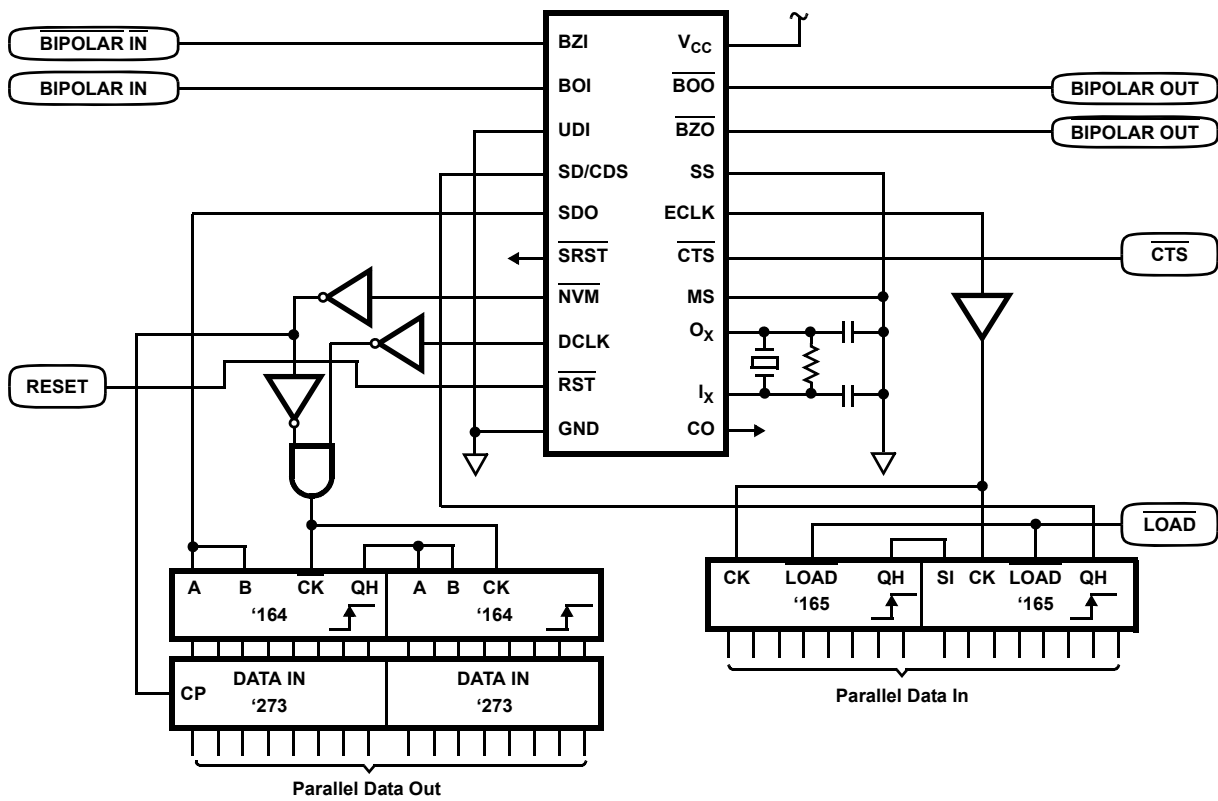 BIPOLAR IN
BIPOLAR IN
RESET
BZI
BOI
UDI
SD/CDS
SDO
SRST
NVM
DCLK
RST
GND
VCC
BOO
BZO
SS
ECLK
CTS
MS
OX
IX
CO
BIPOLAR OUT
BIPOLAR OUT
CTS
LOAD
A B CK QH A B CK
‘164 ‘164
CP DATA IN DATA IN
‘273 ‘273
Parallel Data Out
CK LOAD QH SI CK LOAD QH
‘165 ‘165
Parallel Data In